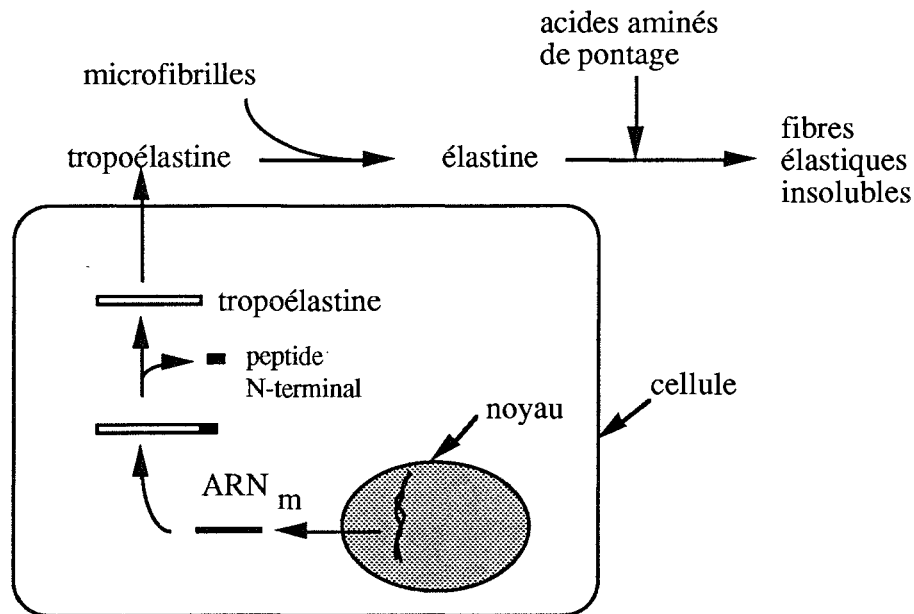 acides aminés
de pontage
microfibrilles
tropoélastine
élastine
fibres
élastiques
insolubles
tropoélastine
peptide
N-terminal
cellule
noyau
ARN m